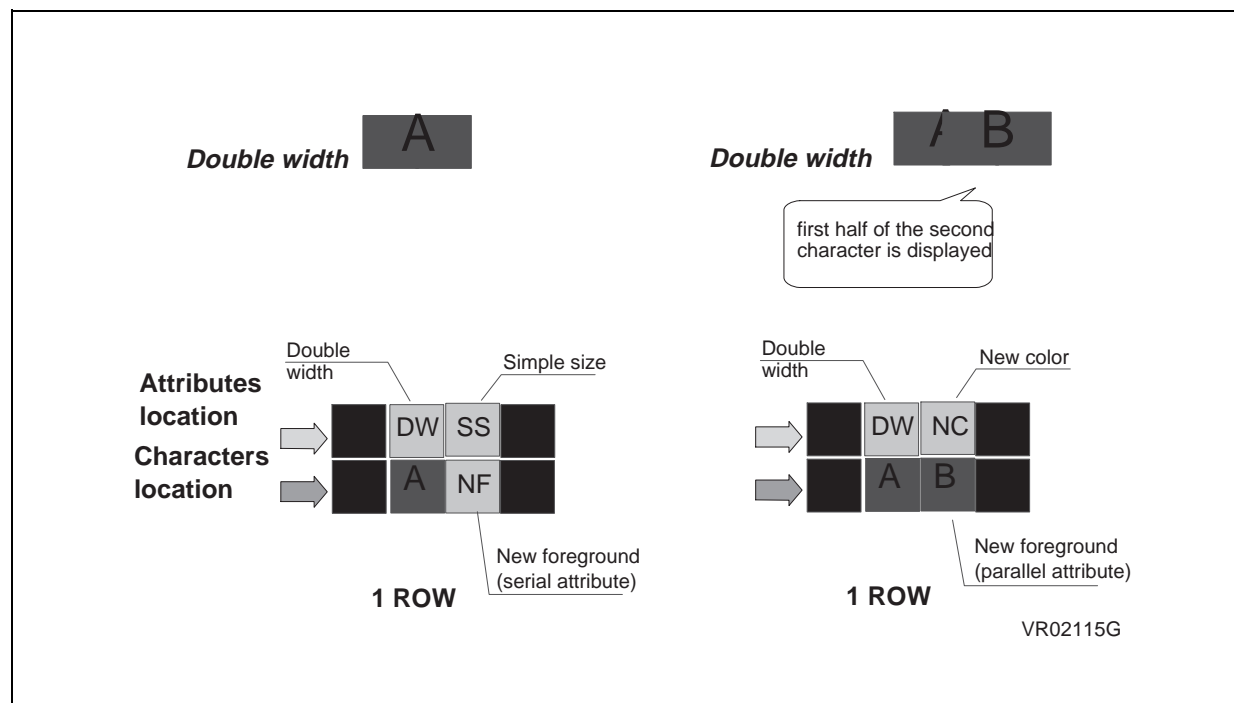 A
Double width
A B
Double width
first half of the second
character is displayed
Double
width
Simple size
Attributes
location
DW SS
Characters
location
A NF
New foreground
(serial attribute)
1 ROW
Double
width
New color
DW NC
A B
New foreground
(parallel attribute)
1 ROW
VR02115G